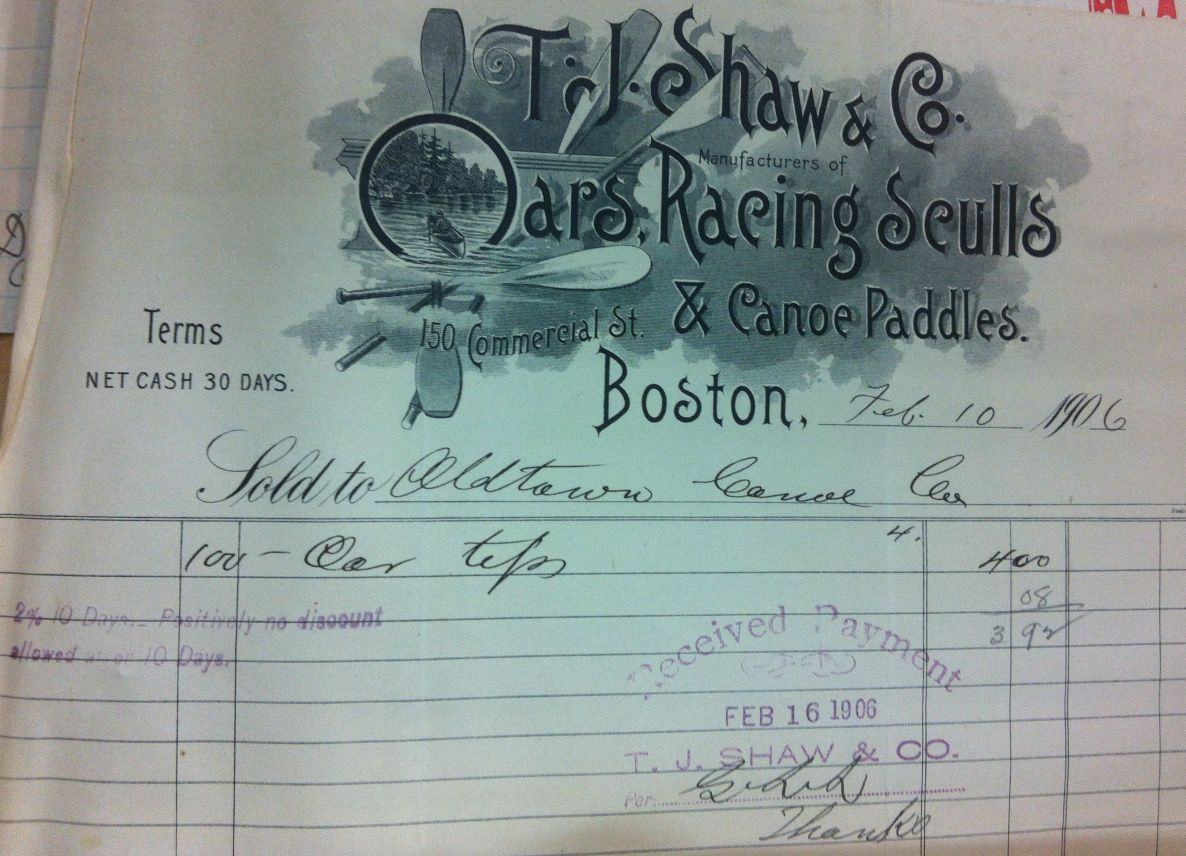 T. J. Shaw & Co.
Manufacturers of
Oars, Racing Sculls
& Canoe Paddles.
150 Commercial St.
Boston, Feb. 10 1906
Terms
NET CASH 30 DAYS.
Sold to Oldtown Canoe Co
100 - Oar tips 4. 4 00
08
3 92
2% 10 Days. Positively no discount
allowed after 10 Days.
Received Payment
FEB 16 1906
T. J. SHAW & CO.
Per
Thanks